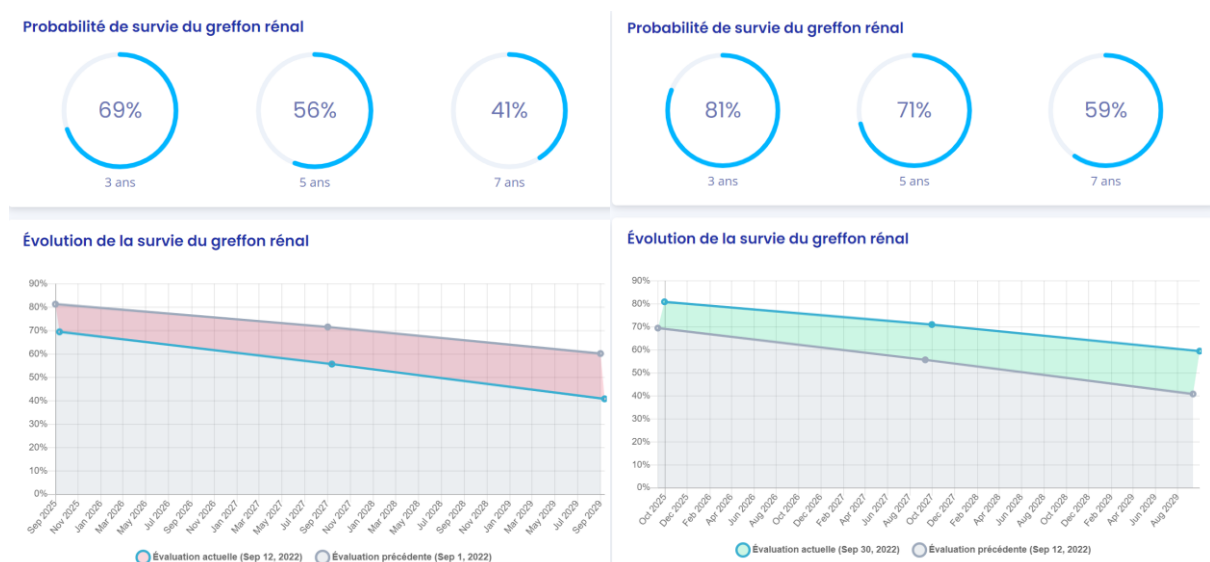 Probabilité de survie du greffon rénal
69%
56%
41%
3 ans
5 ans
7 ans
Évolution de la survie du greffon rénal
90%
80%
70%
60%
50%
40%
30%
20%
10%
0%
Sep 2025
Nov 2025
Jan 2026
Mar 2026
May 2026
Jul 2026
Sep 2026
Nov 2026
Jan 2027
Mar 2027
May 2027
Jul 2027
Sep 2027
Nov 2027
Jan 2028
Mar 2028
May 2028
Jul 2028
Sep 2028
Nov 2028
Jan 2029
Mar 2029
May 2029
Jul 2029
Sep 2029
Évaluation actuelle (Sep 12, 2022)
Évaluation précédente (Sep 1, 2022)
Probabilité de survie du greffon rénal
81%
71%
59%
3 ans
5 ans
7 ans
Évolution de la survie du greffon rénal
90%
80%
70%
60%
50%
40%
30%
20%
10%
0%
Oct 2025
Dec 2025
Feb 2026
Apr 2026
Jun 2026
Aug 2026
Oct 2026
Dec 2026
Feb 2027
Apr 2027
Jun 2027
Aug 2027
Oct 2027
Dec 2027
Feb 2028
Apr 2028
Jun 2028
Aug 2028
Oct 2028
Dec 2028
Feb 2029
Apr 2029
Jun 2029
Aug 2029
Évaluation actuelle (Sep 30, 2022)
Évaluation précédente (Sep 12, 2022)